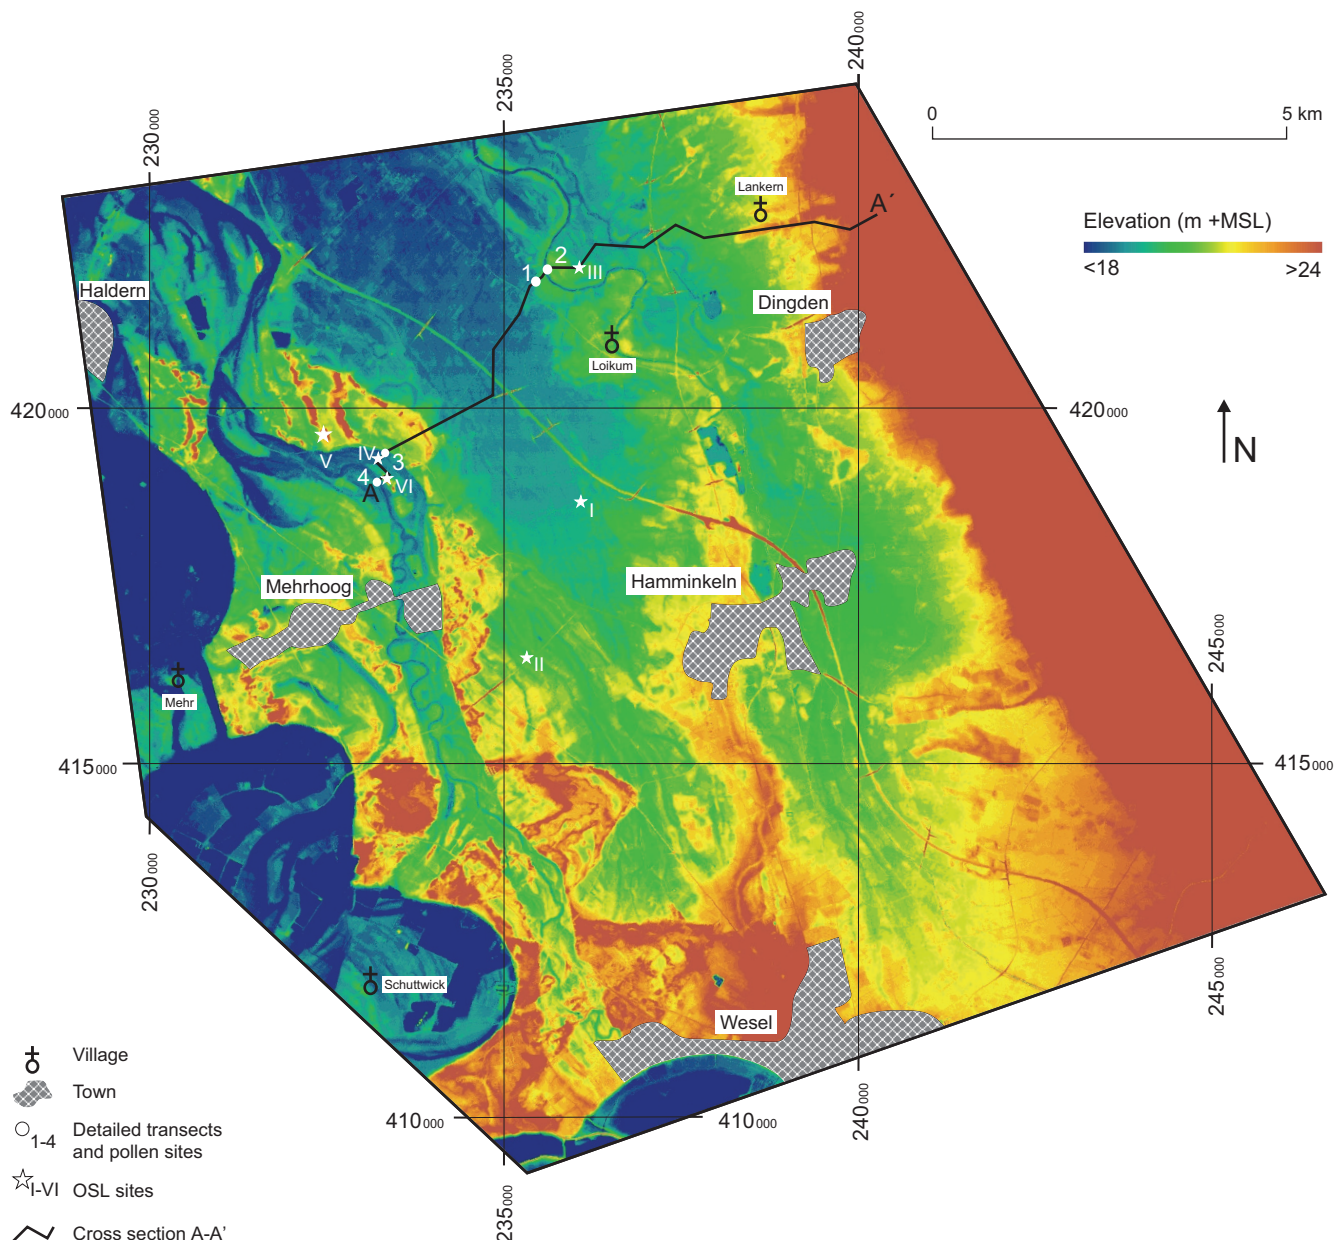 240000
235000
230000
0
5 km
Lankern
A´
Elevation (m +MSL)
<18
>24
2
1
III
Haldern
Dingden
Loikum
420000
420000
N
V
IV
3
4
VI
A
I
Hamminkeln
Mehrhoog
245000
II
Mehr
415000
415000
230000
Schuttwick
245000
Wesel
Village
Town
410000
410000
240000
1-4
Detailed transects
and pollen sites
I-VI
OSL sites
235000
Cross section A-A'